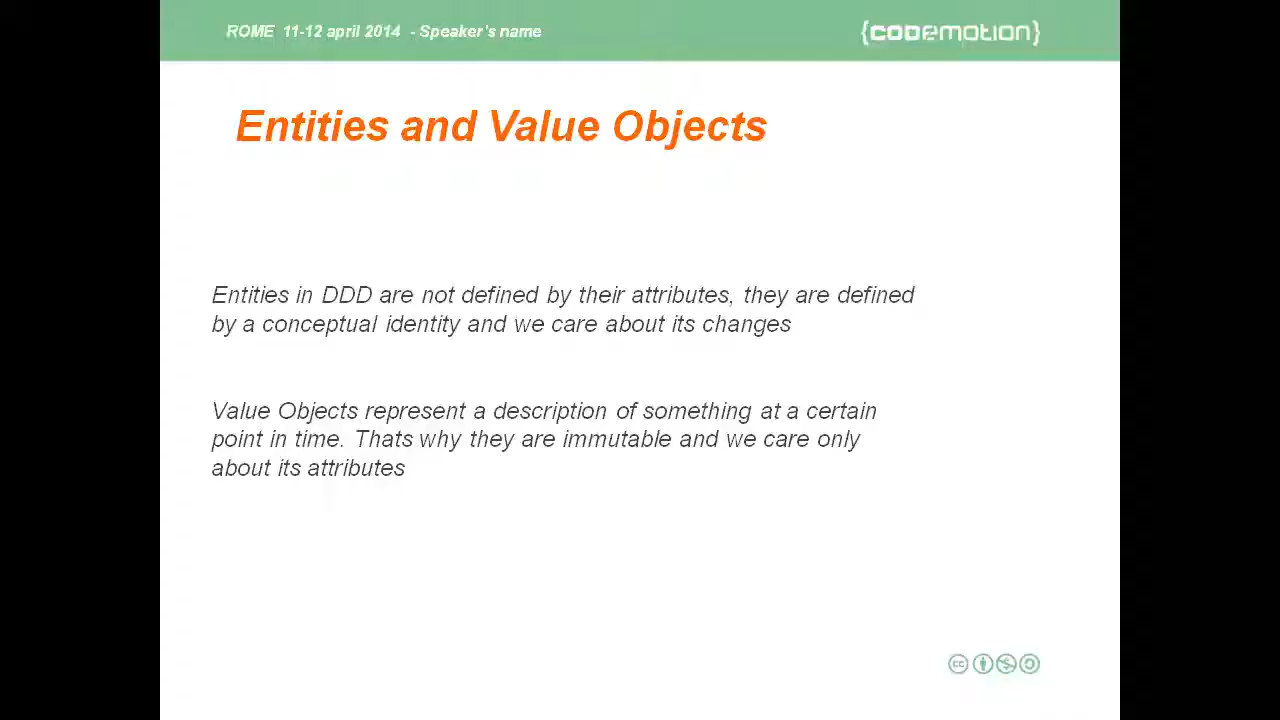 ROME 11-12 april 2014 - Speaker's name
{CODEmotion}
Entities and Value Objects
Entities in DDD are not defined by their attributes, they are defined
by a conceptual identity and we care about its changes
Value Objects represent a description of something at a certain
point in time. Thats why they are immutable and we care only
about its attributes
cc